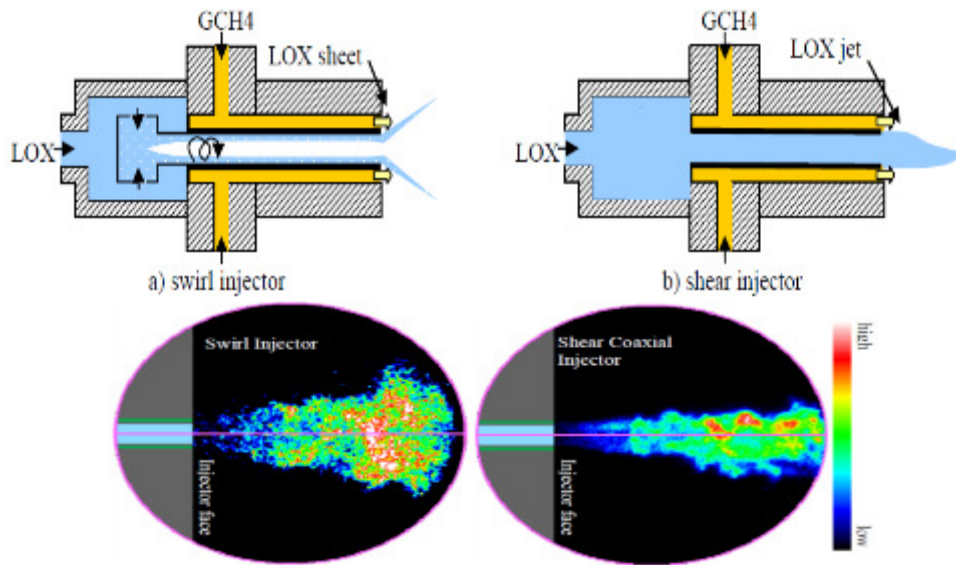 GCH4
LOX sheet
LOX
a) swirl injector
GCH4
LOX jet
LOX
b) shear injector
Swirl Injector
Injector face
Shear Coaxial
Injector
Injector face
high
low